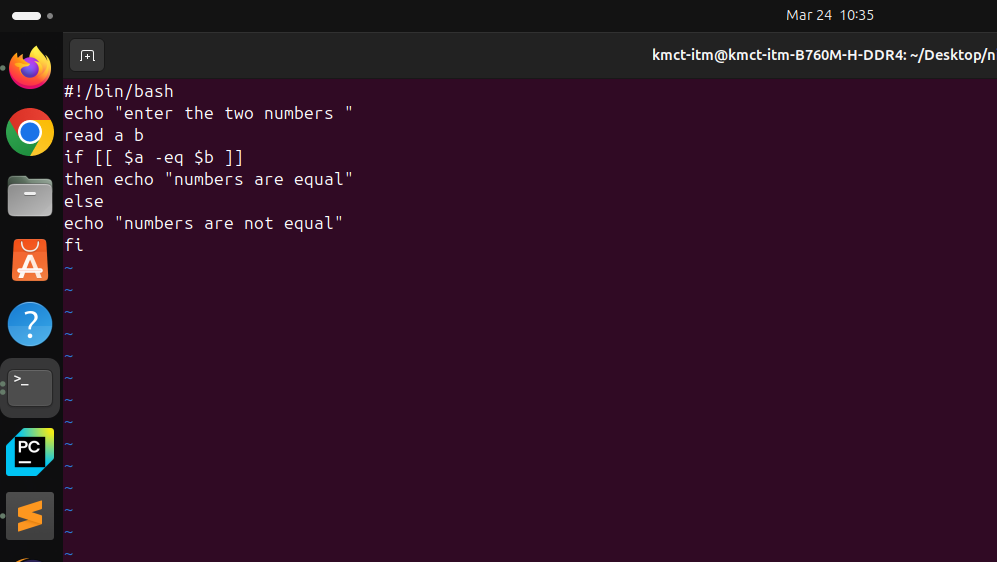 Mar 24 10:35
kmct-itm@kmct-itm-B760M-H-DDR4: ~/Desktop/n
#!/bin/bash
echo "enter the two numbers "
read a b
if [[ $a -eq $b ]]
then echo "numbers are equal"
else
echo "numbers are not equal"
fi
~
~
~
~
~
~
~
~
~
~
~
~
~
~
>_
PC